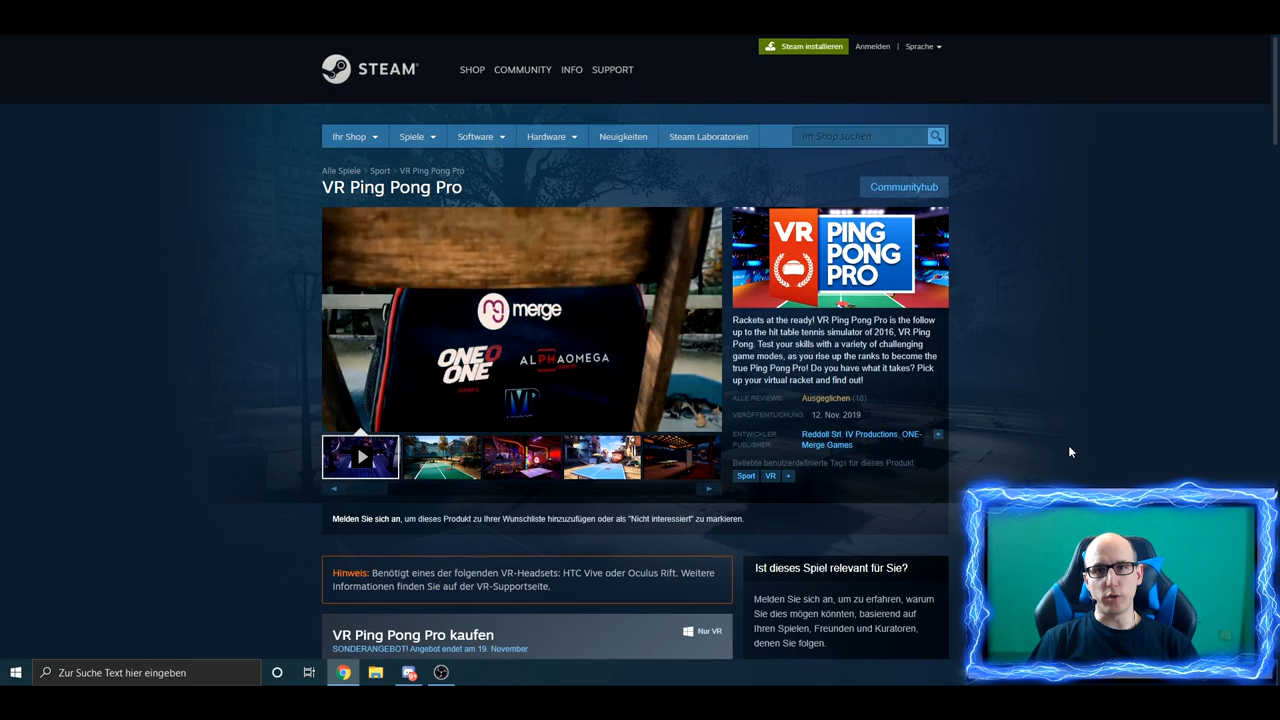 Steam installieren Anmelden | Sprache
STEAM
SHOP COMMUNITY INFO SUPPORT
Ihr Shop Spiele Software Hardware Neuigkeiten Steam Laboratorien Im Shop suchen
Alle Spiele > Sport > VR Ping Pong Pro
VR Ping Pong Pro
Communityhub
merge
ONE O ONE
ALPHAOMEGA
IVP
VR PING PONG PRO
Rackets at the ready! VR Ping Pong Pro is the follow
up to the hit table tennis simulator of 2016, VR Ping
Pong. Test your skills with a variety of challenging
game modes, as you rise up the ranks to become the
true Ping Pong Pro! Do you have what it takes? Pick
up your virtual racket and find out!
ALLE REVIEWS: Ausgeglichen (18)
VERÖFFENTLICHUNG: 12. Nov. 2019
ENTWICKLER: Reddoll Srl, IV Productions, ONE- +
PUBLISHER: Merge Games
Beliebte benutzerdefinierte Tags für dieses Produkt:
Sport VR +
Melden Sie sich an, um dieses Produkt zu Ihrer Wunschliste hinzuzufügen oder als "Nicht interessiert" zu markieren.
Hinweis: Benötigt eines der folgenden VR-Headsets: HTC Vive oder Oculus Rift. Weitere
Informationen finden Sie auf der VR-Supportseite.
Ist dieses Spiel relevant für Sie?
Melden Sie sich an, um zu erfahren, warum
Sie dies mögen könnten, basierend auf
Ihren Spielen, Freunden und Kuratoren,
denen Sie folgen.
VR Ping Pong Pro kaufen
Nur VR
SONDERANGEBOT! Angebot endet am 19. November
Zur Suche Text hier eingeben